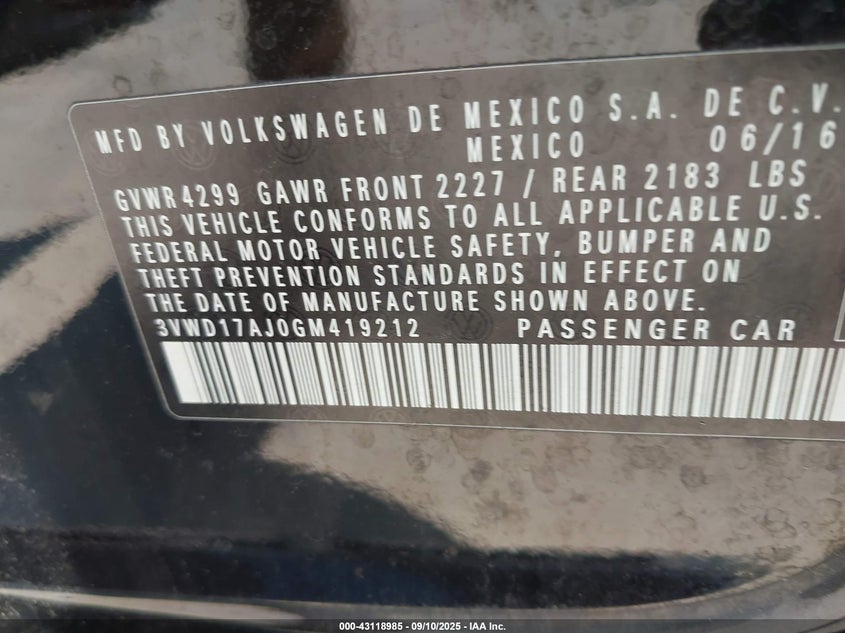 MFD BY VOLKSWAGEN DE MEXICO S.A. DE C.V.
MEXICO 06/16
GVWR 4299 GAWR FRONT 2227 / REAR 2183 LBS
THIS VEHICLE CONFORMS TO ALL APPLICABLE U.S.
FEDERAL MOTOR VEHICLE SAFETY, BUMPER AND
THEFT PREVENTION STANDARDS IN EFFECT ON
THE DATE OF MANUFACTURE SHOWN ABOVE.
3VWD17AJ0GM419212 PASSENGER CAR
000-43118985 - 09/10/2025 - IAA Inc.